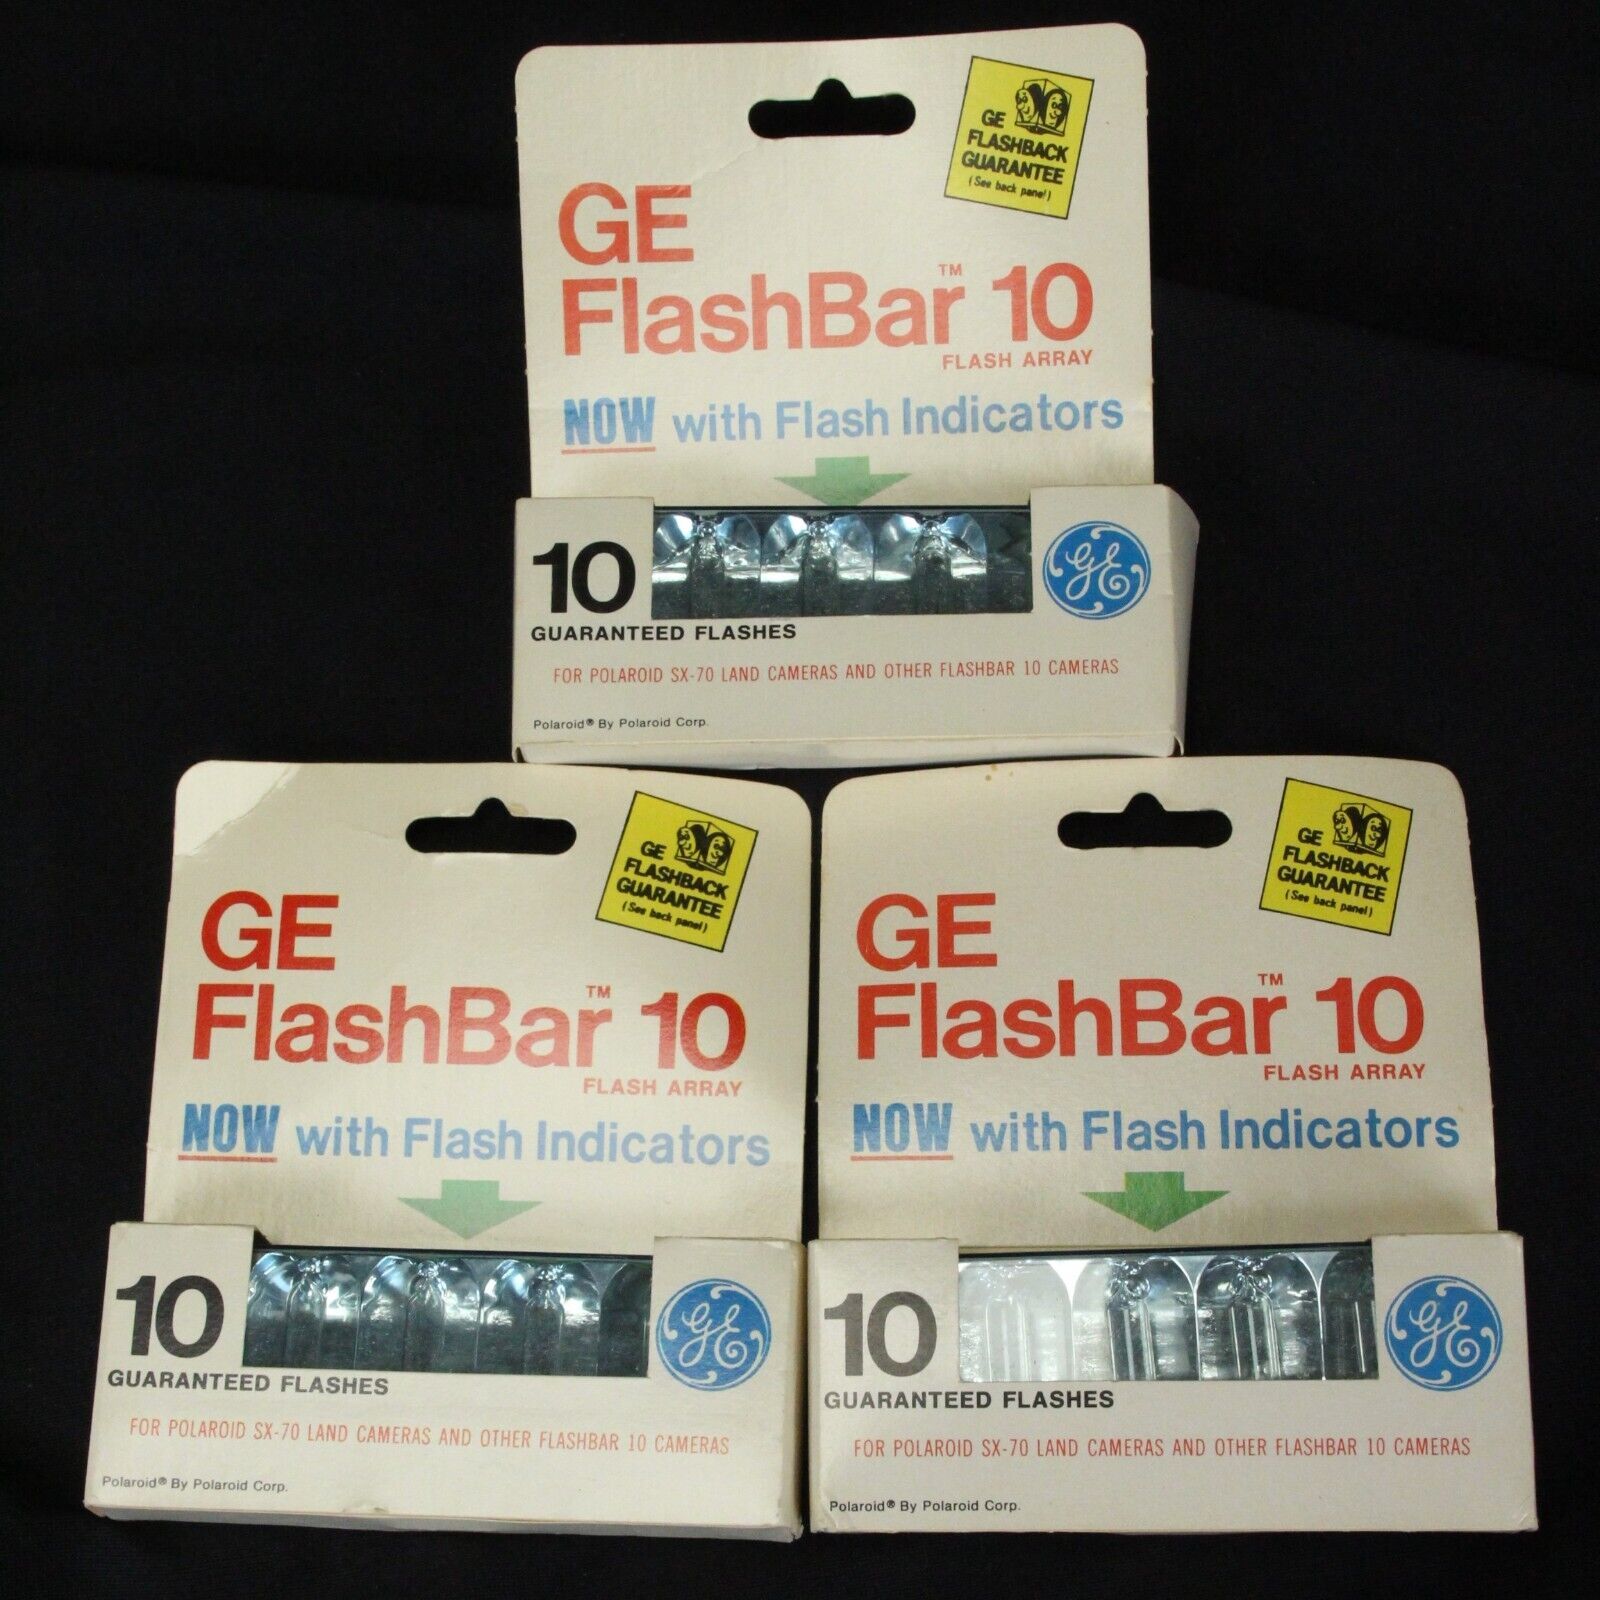 GE
FLASHBACK
GUARANTEE
(See back panel)
GE
FlashBar™ 10
FLASH ARRAY
NOW with Flash Indicators
10
GE
GUARANTEED FLASHES
FOR POLAROID SX-70 LAND CAMERAS AND OTHER FLASHBAR 10 CAMERAS
Polaroid® By Polaroid Corp.
GE
FLASHBACK
GUARANTEE
(See back panel)
GE
FlashBar™ 10
FLASH ARRAY
NOW with Flash Indicators
10
GE
GUARANTEED FLASHES
FOR POLAROID SX-70 LAND CAMERAS AND OTHER FLASHBAR 10 CAMERAS
Polaroid® By Polaroid Corp.
GE
FLASHBACK
GUARANTEE
(See back panel)
GE
FlashBar™ 10
FLASH ARRAY
NOW with Flash Indicators
10
GE
GUARANTEED FLASHES
FOR POLAROID SX-70 LAND CAMERAS AND OTHER FLASHBAR 10 CAMERAS
Polaroid® By Polaroid Corp.